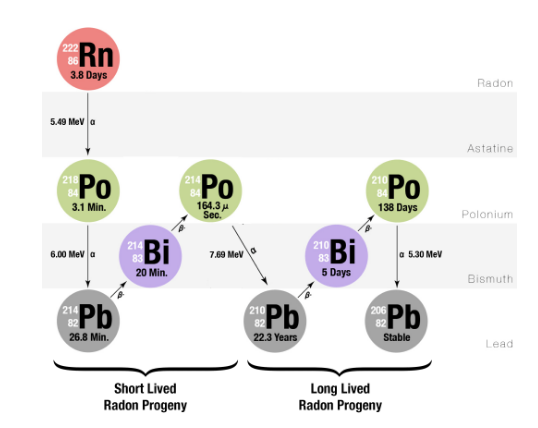 222
86
Rn
3.8 Days
Radon
5.49 MeV α
Astatine
218
84
Po
3.1 Min.
214
84
Po
164.3 μ
Sec.
210
84
Po
138 Days
Polonium
6.00 MeV α
β-
214
83
Bi
20 Min.
7.69 MeV α
β-
210
83
Bi
5 Days
α 5.30 MeV
Bismuth
β-
β-
214
82
Pb
26.8 Min.
210
82
Pb
22.3 Years
206
82
Pb
Stable
Lead
Short Lived
Radon Progeny
Long Lived
Radon Progeny